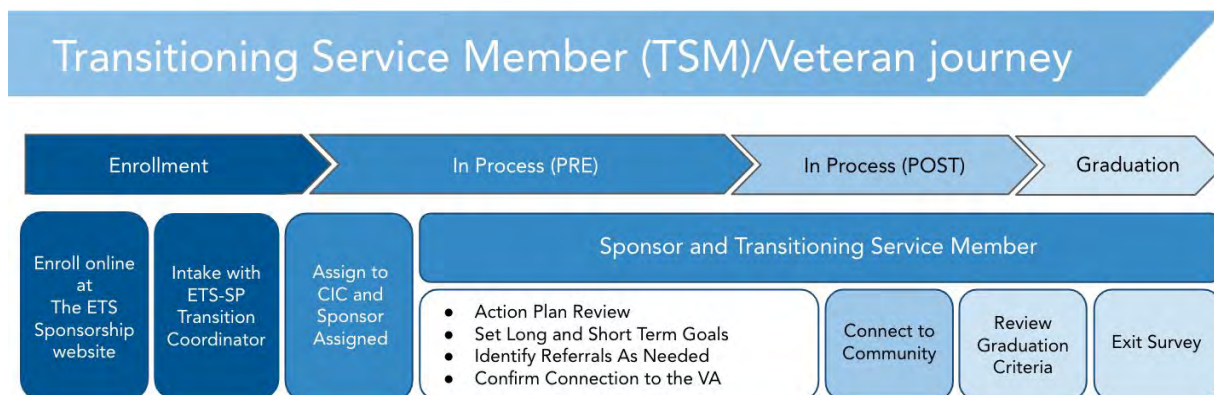 Transitioning Service Member (TSM)/Veteran journey
Enrollment
In Process (PRE)
In Process (POST)
Graduation
Enroll online
at
The ETS
Sponsorship
website
Intake with
ETS-SP
Transition
Coordinator
Assign to
CIC and
Sponsor
Assigned
Sponsor and Transitioning Service Member
● Action Plan Review
● Set Long and Short Term Goals
● Identify Referrals As Needed
● Confirm Connection to the VA
Connect to
Community
Review
Graduation
Criteria
Exit Survey